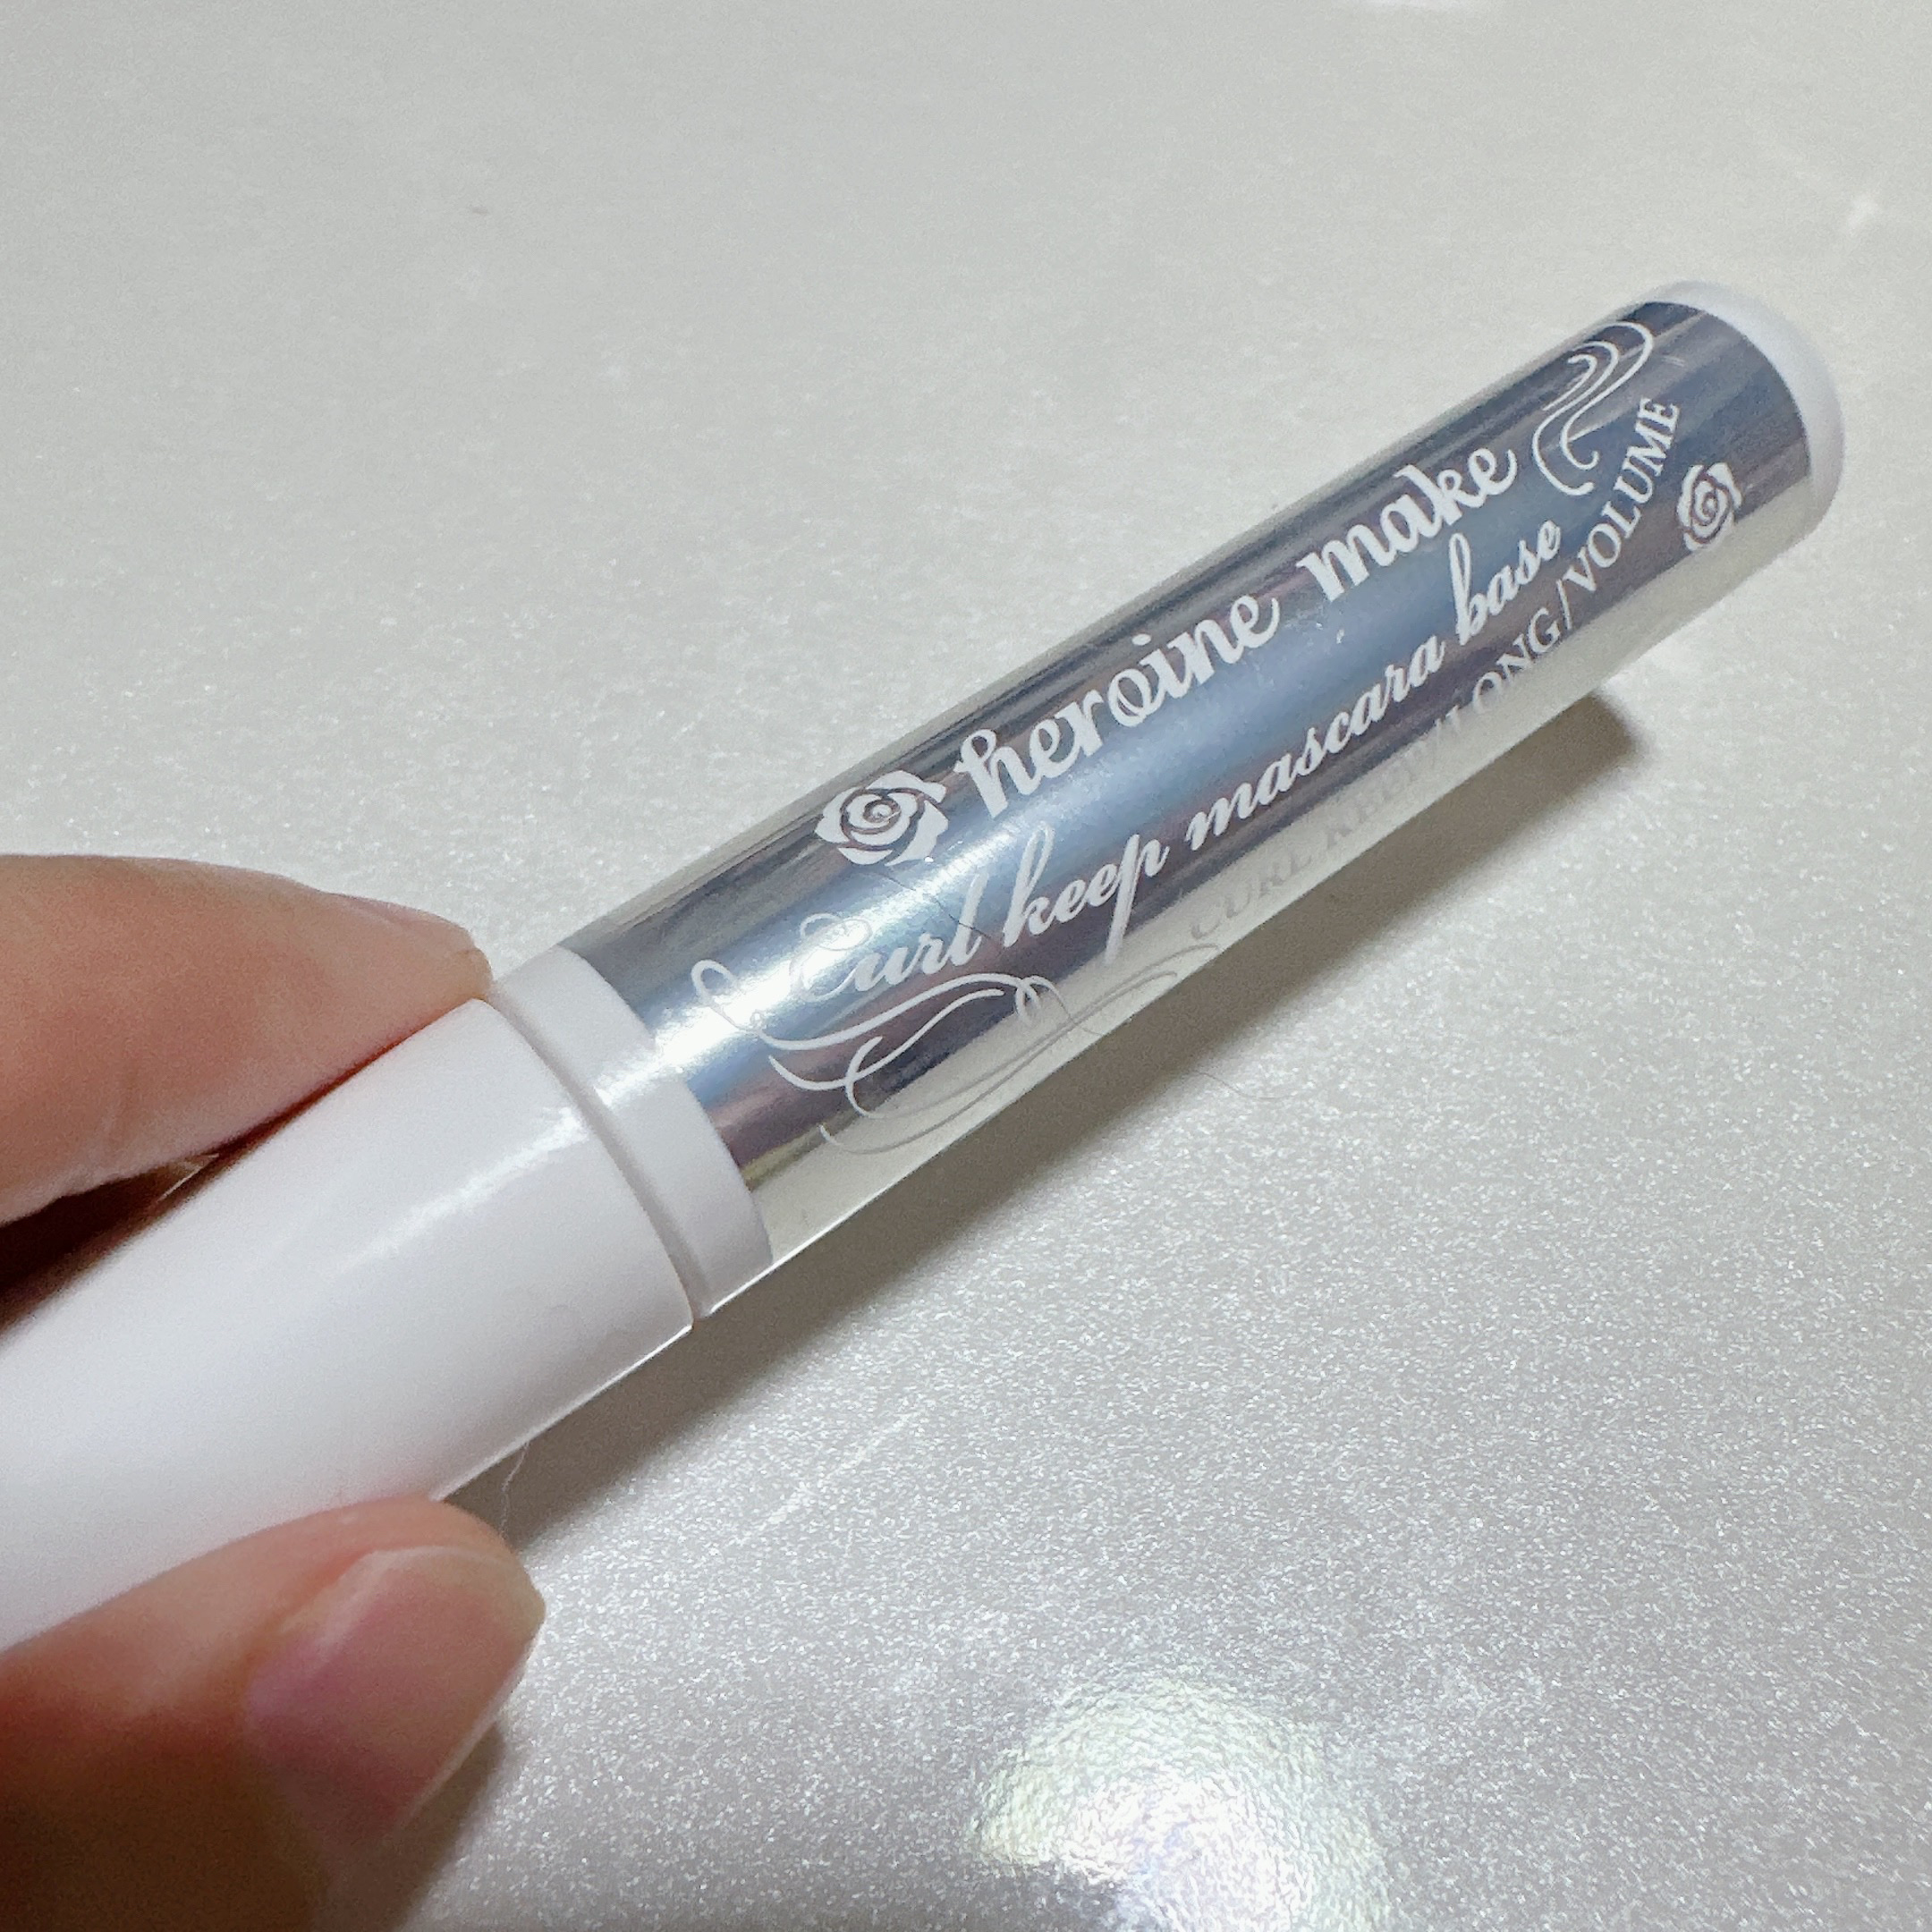 heroine make
Curl keep mascara base
CURL KEEP/LONG/VOLUME